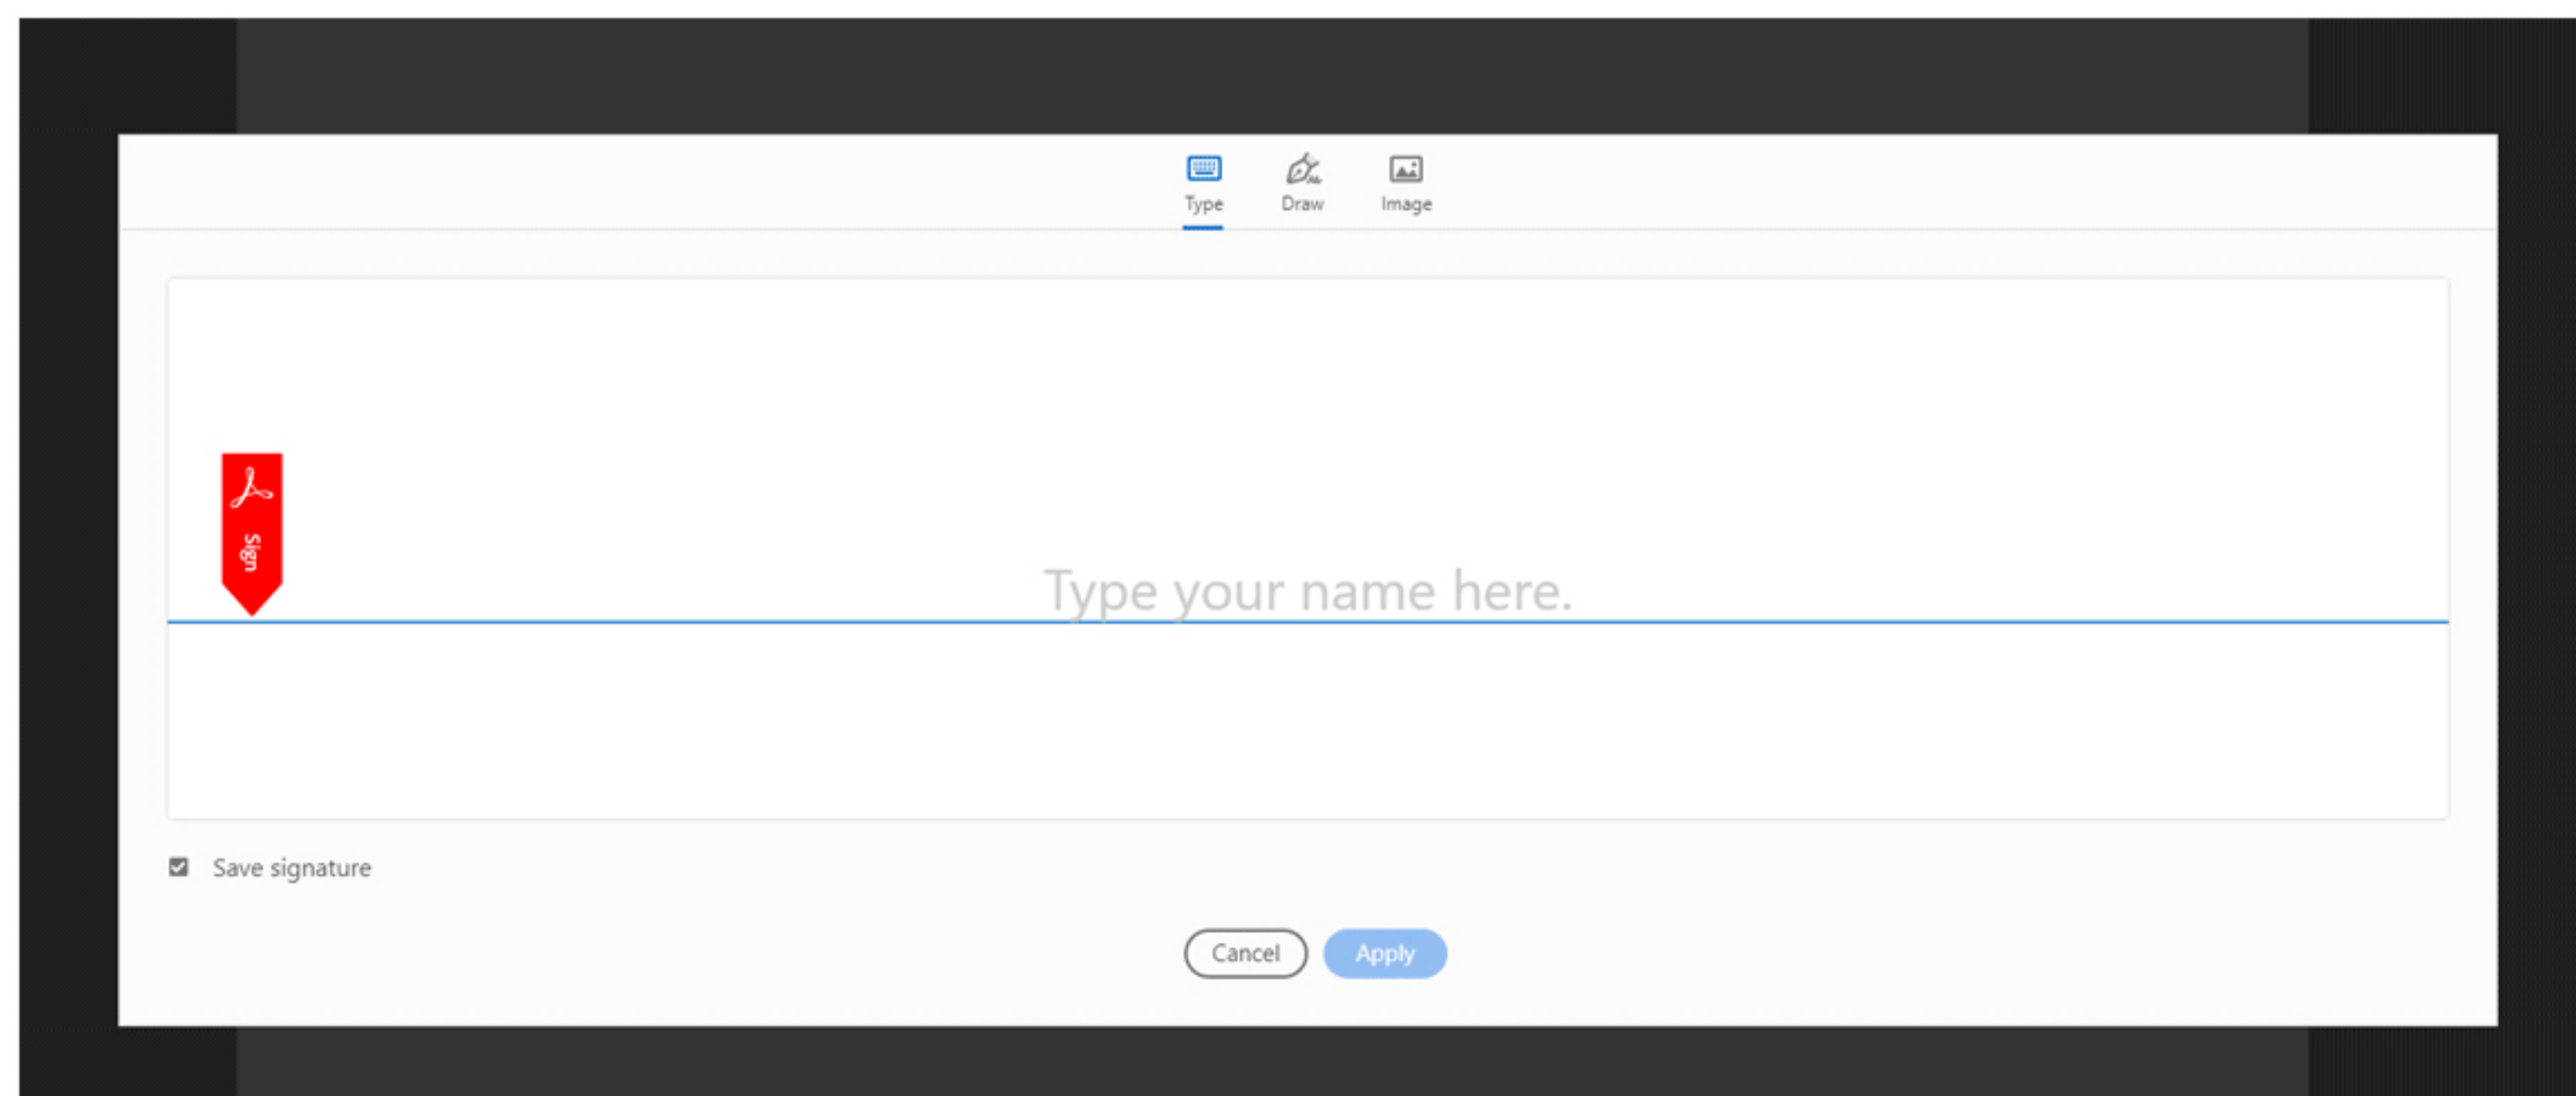 Type Draw Image
Sign
Type your name here.
Save signature
Cancel Apply